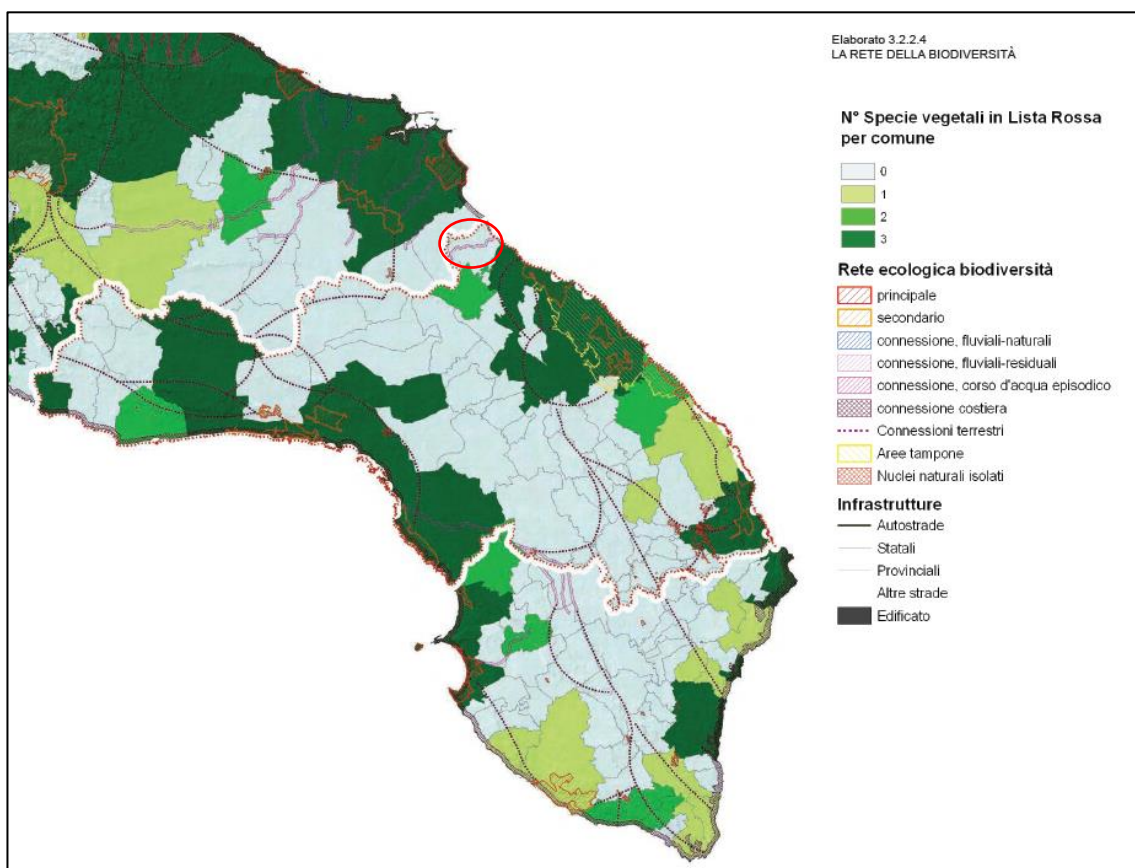 Elaborato 3.2.2.4
LA RETE DELLA BIODIVERSITÀ
N° Specie vegetali in Lista Rossa
per comune
0
1
2
3
Rete ecologica biodiversità
principale
secondario
connessione, fluviali-naturali
connessione, fluviali-residuali
connessione, corso d'acqua episodico
connessione costiera
Connessioni terrestri
Aree tampone
Nuclei naturali isolati
Infrastrutture
Autostrade
Statali
Provinciali
Altre strade
Edificato